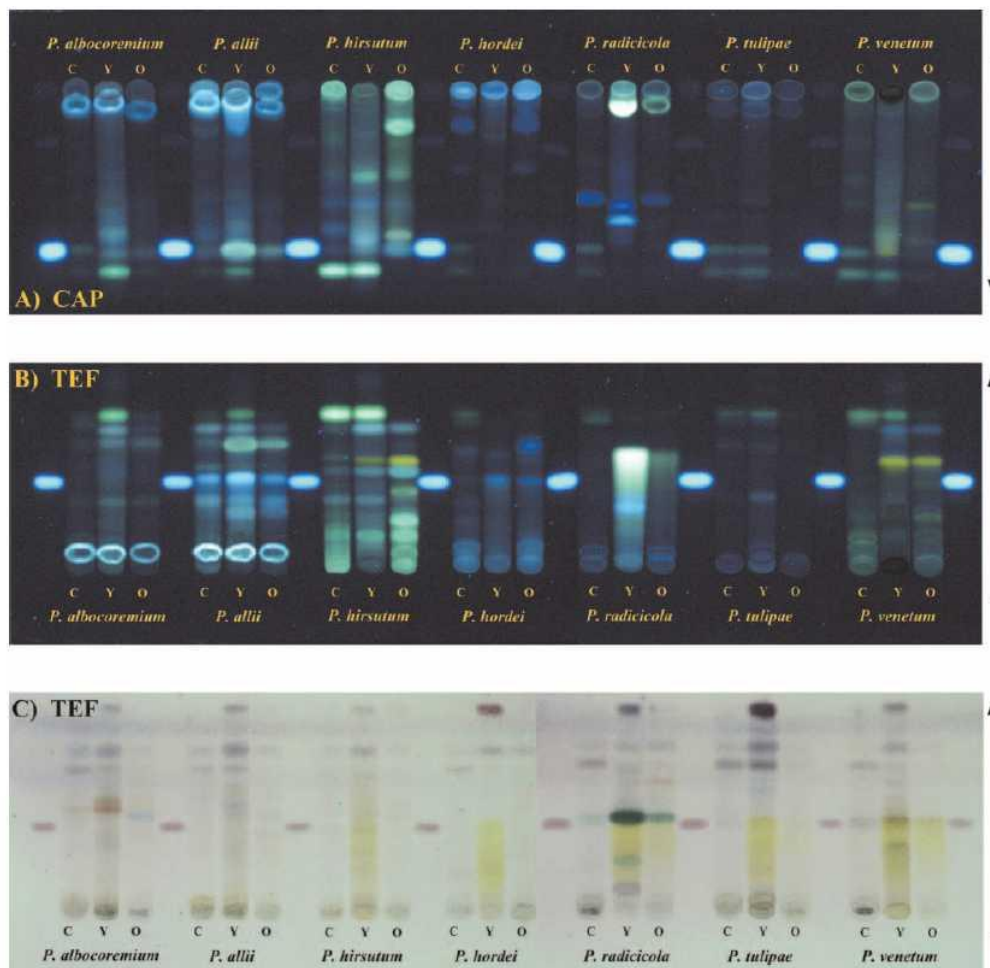 P. albocoremium P. allii P. hirsutum P. hordei P. radicicola P. tulipae P. venetum
C Y O C Y O C Y O C Y O C Y O C Y O C Y O
A) CAP
B) TEF
C Y O C Y O C Y O C Y O C Y O C Y O C Y O
P. albocoremium P. allii P. hirsutum P. hordei P. radicicola P. tulipae P. venetum
C) TEF
C Y O C Y O C Y O C Y O C Y O C Y O C Y O
P. albocoremium P. allii P. hirsutum P. hordei P. radicicola P. tulipae P. venetum